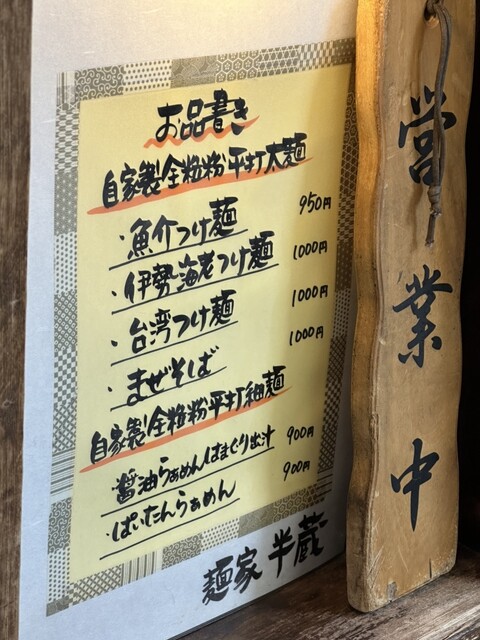 お品書き
自家製全粒粉平打太麺
・魚介つけ麺 950円
・伊勢海老つけ麺 1000円
・台湾つけ麺 1000円
・まぜそば 1000円
自家製全粒粉平打細麺
・醤油らぁめんはまぐり出汁 900円
・ぱいたんらぁめん 900円
麺家 半蔵
営業中